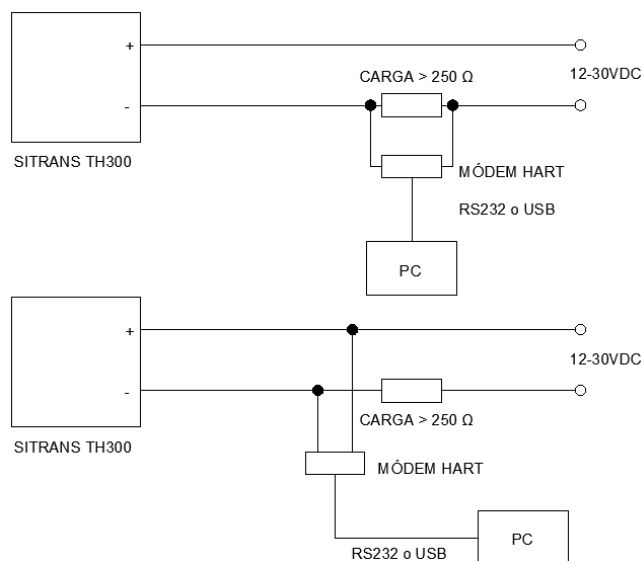 +
12-30VDC
CARGA > 250 Ω
-
SITRANS TH300
MÓDEM HART
RS232 o USB
PC
+
12-30VDC
-
CARGA > 250 Ω
SITRANS TH300
MÓDEM HART
PC
RS232 o USB